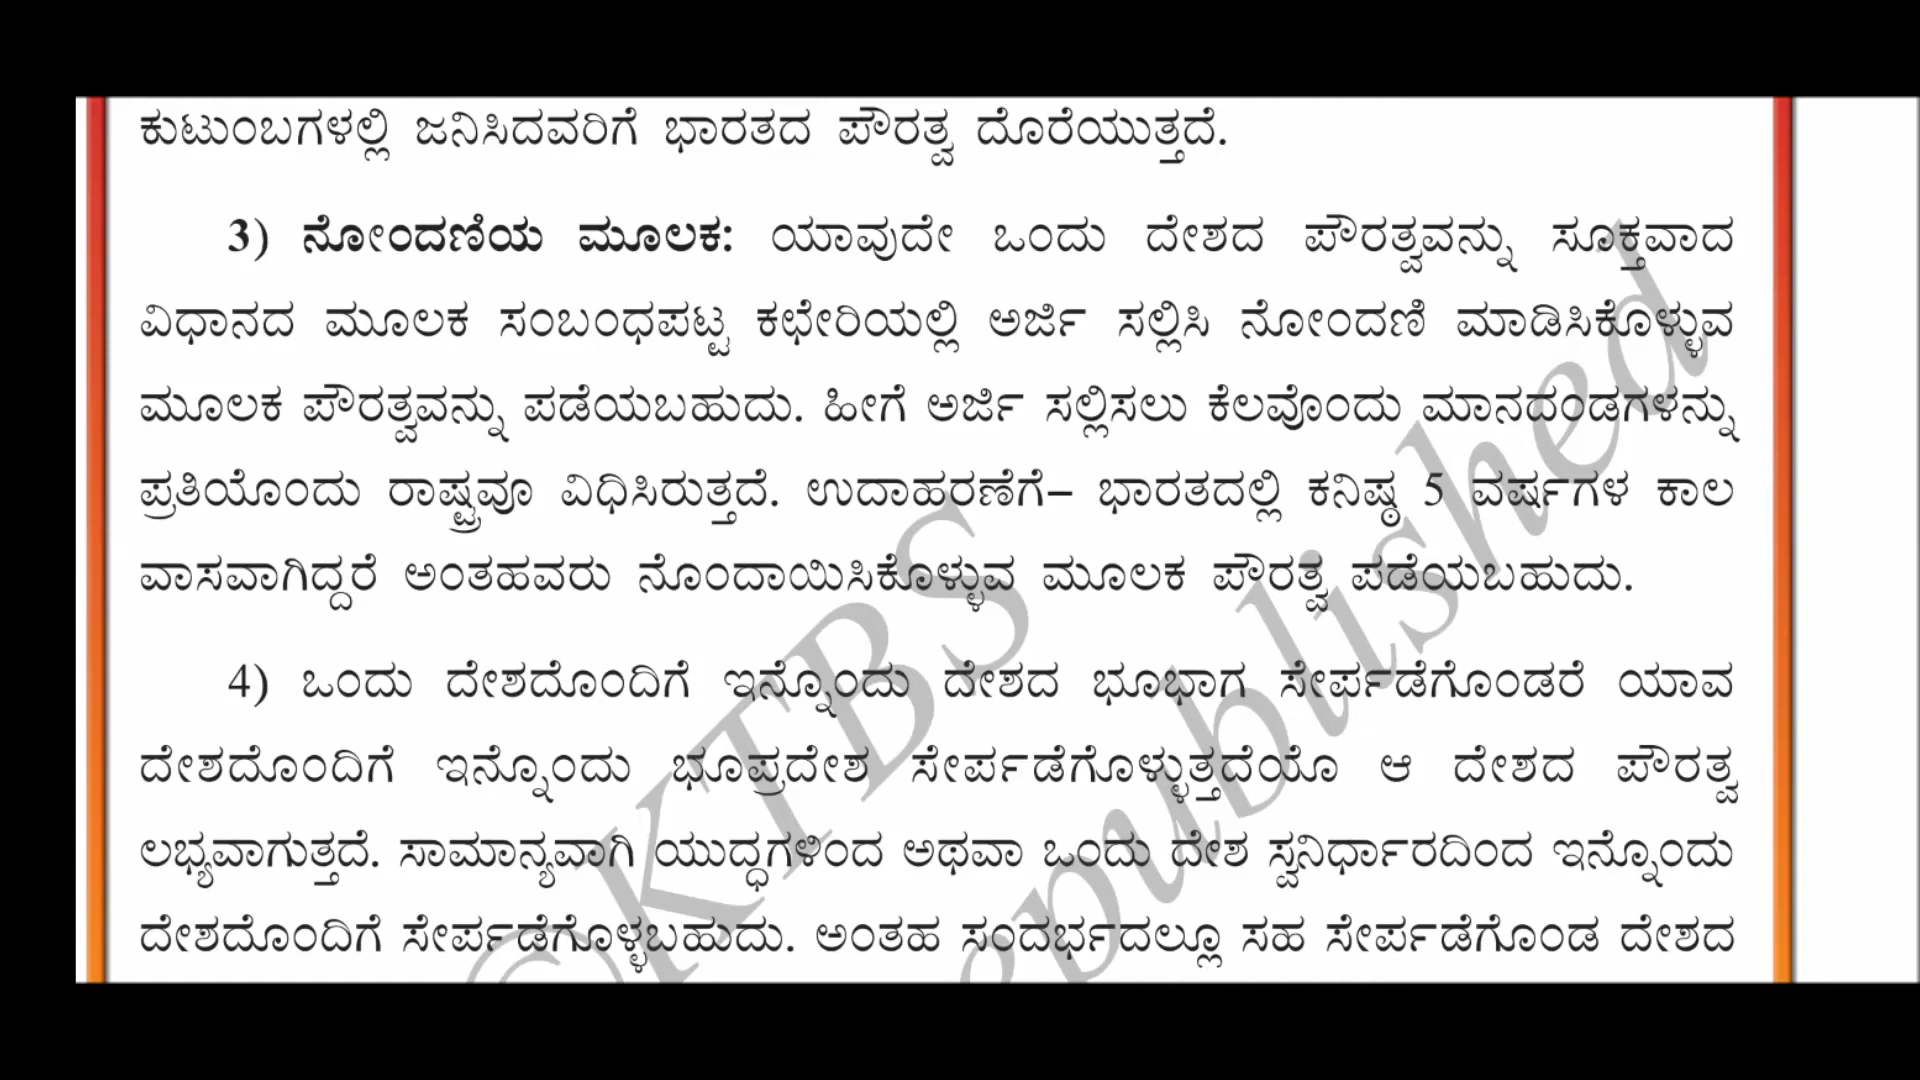 ಕುಟುಂಬಗಳಲ್ಲಿ ಜನಿಸಿದವರಿಗೆ ಭಾರತದ ಪೌರತ್ವ ದೊರೆಯುತ್ತದೆ.
3) ನೋಂದಣಿಯ ಮೂಲಕ: ಯಾವುದೇ ಒಂದು ದೇಶದ ಪೌರತ್ವವನ್ನು ಸೂಕ್ತವಾದ
ವಿಧಾನದ ಮೂಲಕ ಸಂಬಂಧಪಟ್ಟ ಕಛೇರಿಯಲ್ಲಿ ಅರ್ಜಿ ಸಲ್ಲಿಸಿ ನೋಂದಣಿ ಮಾಡಿಸಿಕೊಳ್ಳುವ
ಮೂಲಕ ಪೌರತ್ವವನ್ನು ಪಡೆಯಬಹುದು. ಹೀಗೆ ಅರ್ಜಿ ಸಲ್ಲಿಸಲು ಕೆಲವೊಂದು ಮಾನದಂಡಗಳನ್ನು
ಪ್ರತಿಯೊಂದು ರಾಷ್ಟ್ರವೂ ವಿಧಿಸಿರುತ್ತದೆ. ಉದಾಹರಣೆಗೆ– ಭಾರತದಲ್ಲಿ ಕನಿಷ್ಠ 5 ವರ್ಷಗಳ ಕಾಲ
ವಾಸವಾಗಿದ್ದರೆ ಅಂತಹವರು ನೊಂದಾಯಿಸಿಕೊಳ್ಳುವ ಮೂಲಕ ಪೌರತ್ವ ಪಡೆಯಬಹುದು.
4) ಒಂದು ದೇಶದೊಂದಿಗೆ ಇನ್ನೊಂದು ದೇಶದ ಭೂಭಾಗ ಸೇರ್ಪಡೆಗೊಂಡರೆ ಯಾವ
ದೇಶದೊಂದಿಗೆ ಇನ್ನೊಂದು ಭೂಪ್ರದೇಶ ಸೇರ್ಪಡೆಗೊಳ್ಳುತ್ತದೆಯೊ ಆ ದೇಶದ ಪೌರತ್ವ
ಲಭ್ಯವಾಗುತ್ತದೆ. ಸಾಮಾನ್ಯವಾಗಿ ಯುದ್ಧಗಳಿಂದ ಅಥವಾ ಒಂದು ದೇಶ ಸ್ವನಿರ್ಧಾರದಿಂದ ಇನ್ನೊಂದು
ದೇಶದೊಂದಿಗೆ ಸೇರ್ಪಡೆಗೊಳ್ಳಬಹುದು. ಅಂತಹ ಸಂದರ್ಭದಲ್ಲೂ ಸಹ ಸೇರ್ಪಡೆಗೊಂಡ ದೇಶದ
©KTBS
epublished